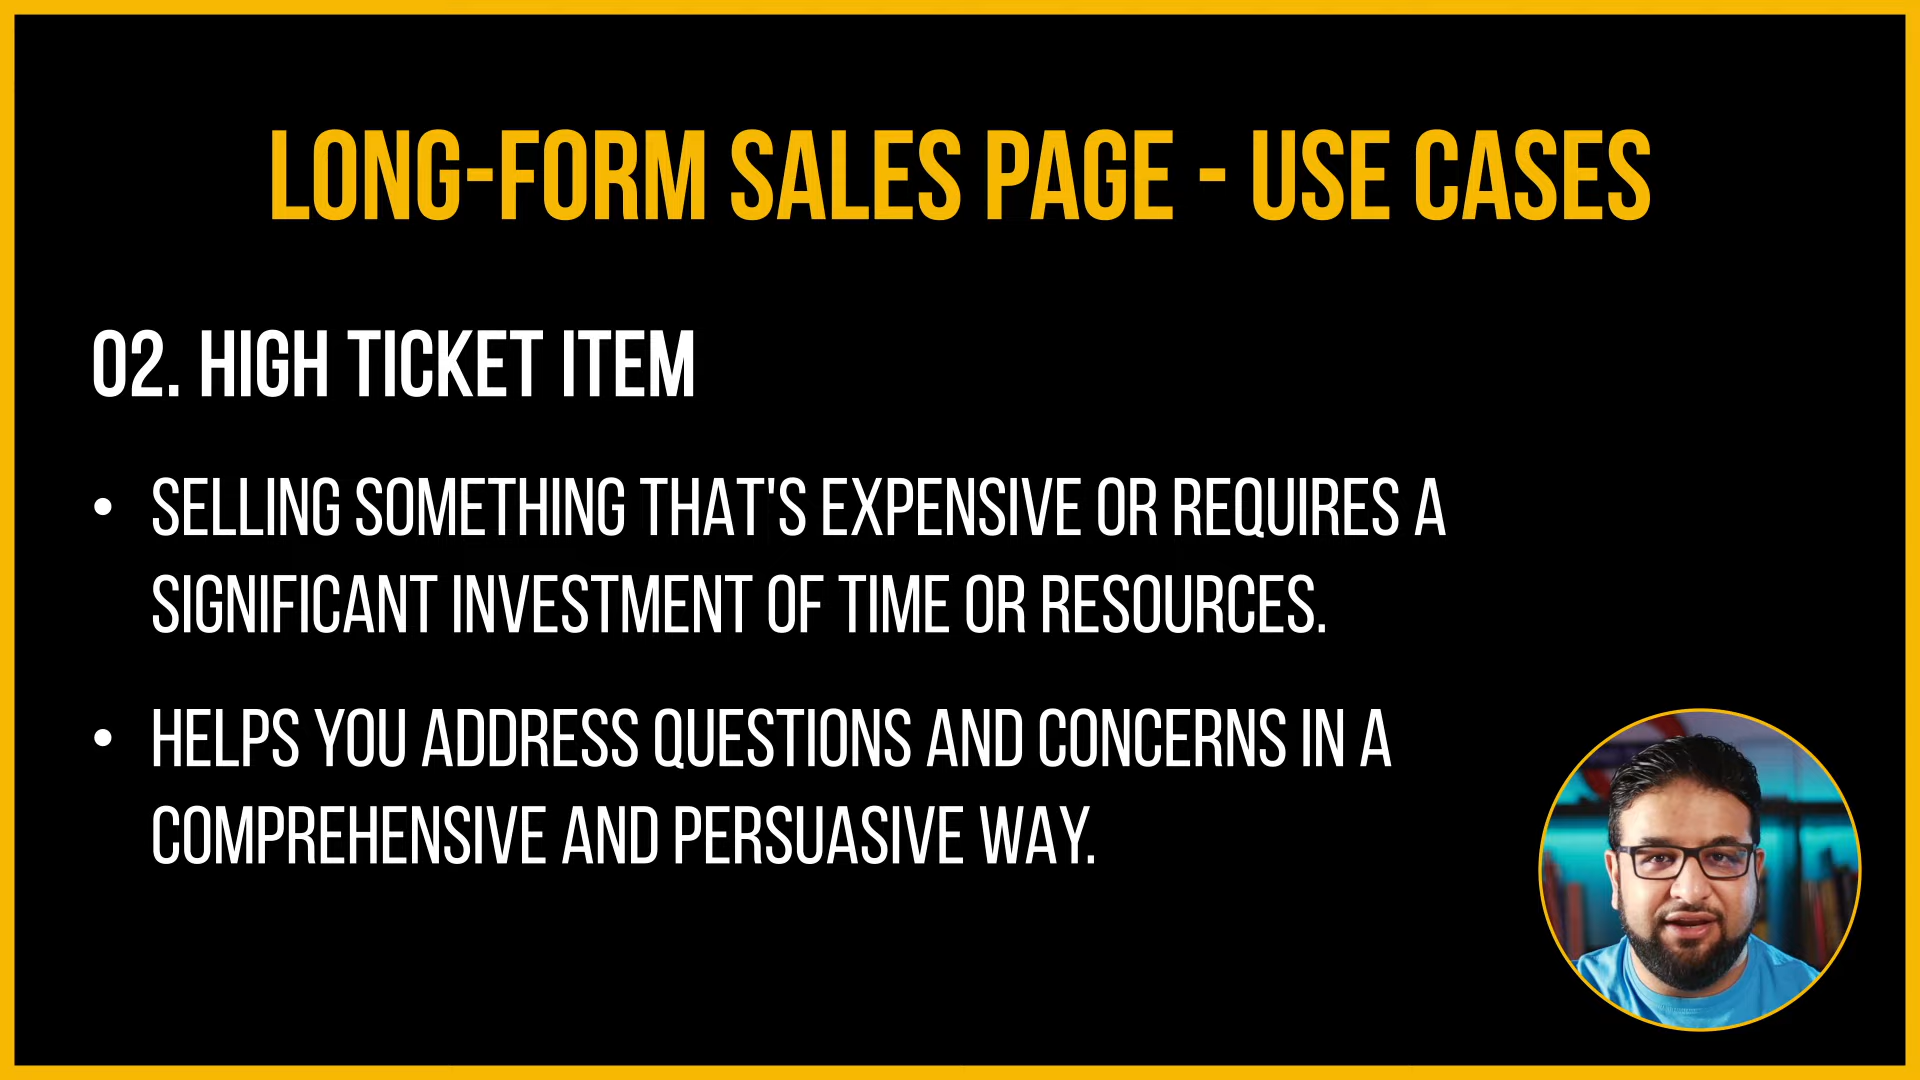 LONG-FORM SALES PAGE - USE CASES
02. HIGH TICKET ITEM
• SELLING SOMETHING THAT'S EXPENSIVE OR REQUIRES A
SIGNIFICANT INVESTMENT OF TIME OR RESOURCES.
• HELPS YOU ADDRESS QUESTIONS AND CONCERNS IN A
COMPREHENSIVE AND PERSUASIVE WAY.